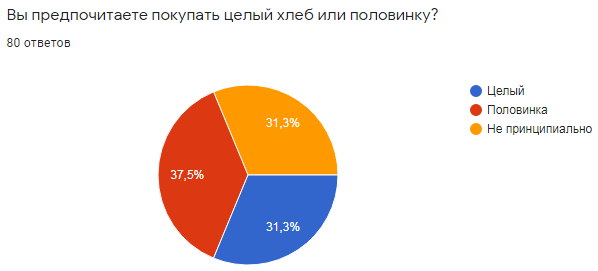 Вы предпочитаете покупать целый хлеб или половинку?
80 ответов
Целый
Половинка
Не принципиально
31,3%
37,5%
31,3%